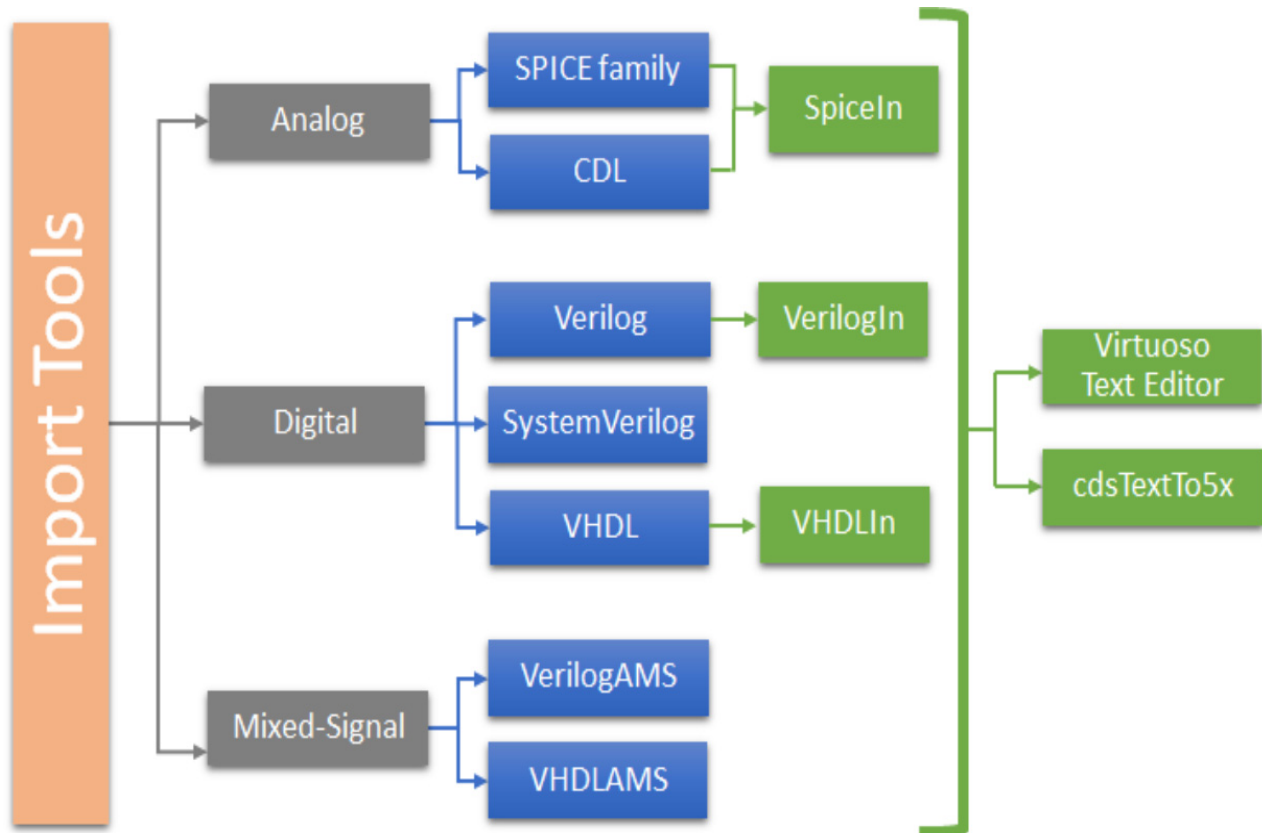 Import Tools
Analog
SPICE family
CDL
SpiceIn
Digital
Verilog
VerilogIn
SystemVerilog
VHDL
VHDLIn
Mixed-Signal
VerilogAMS
VHDLAMS
Virtuoso
Text Editor
cdsTextTo5x